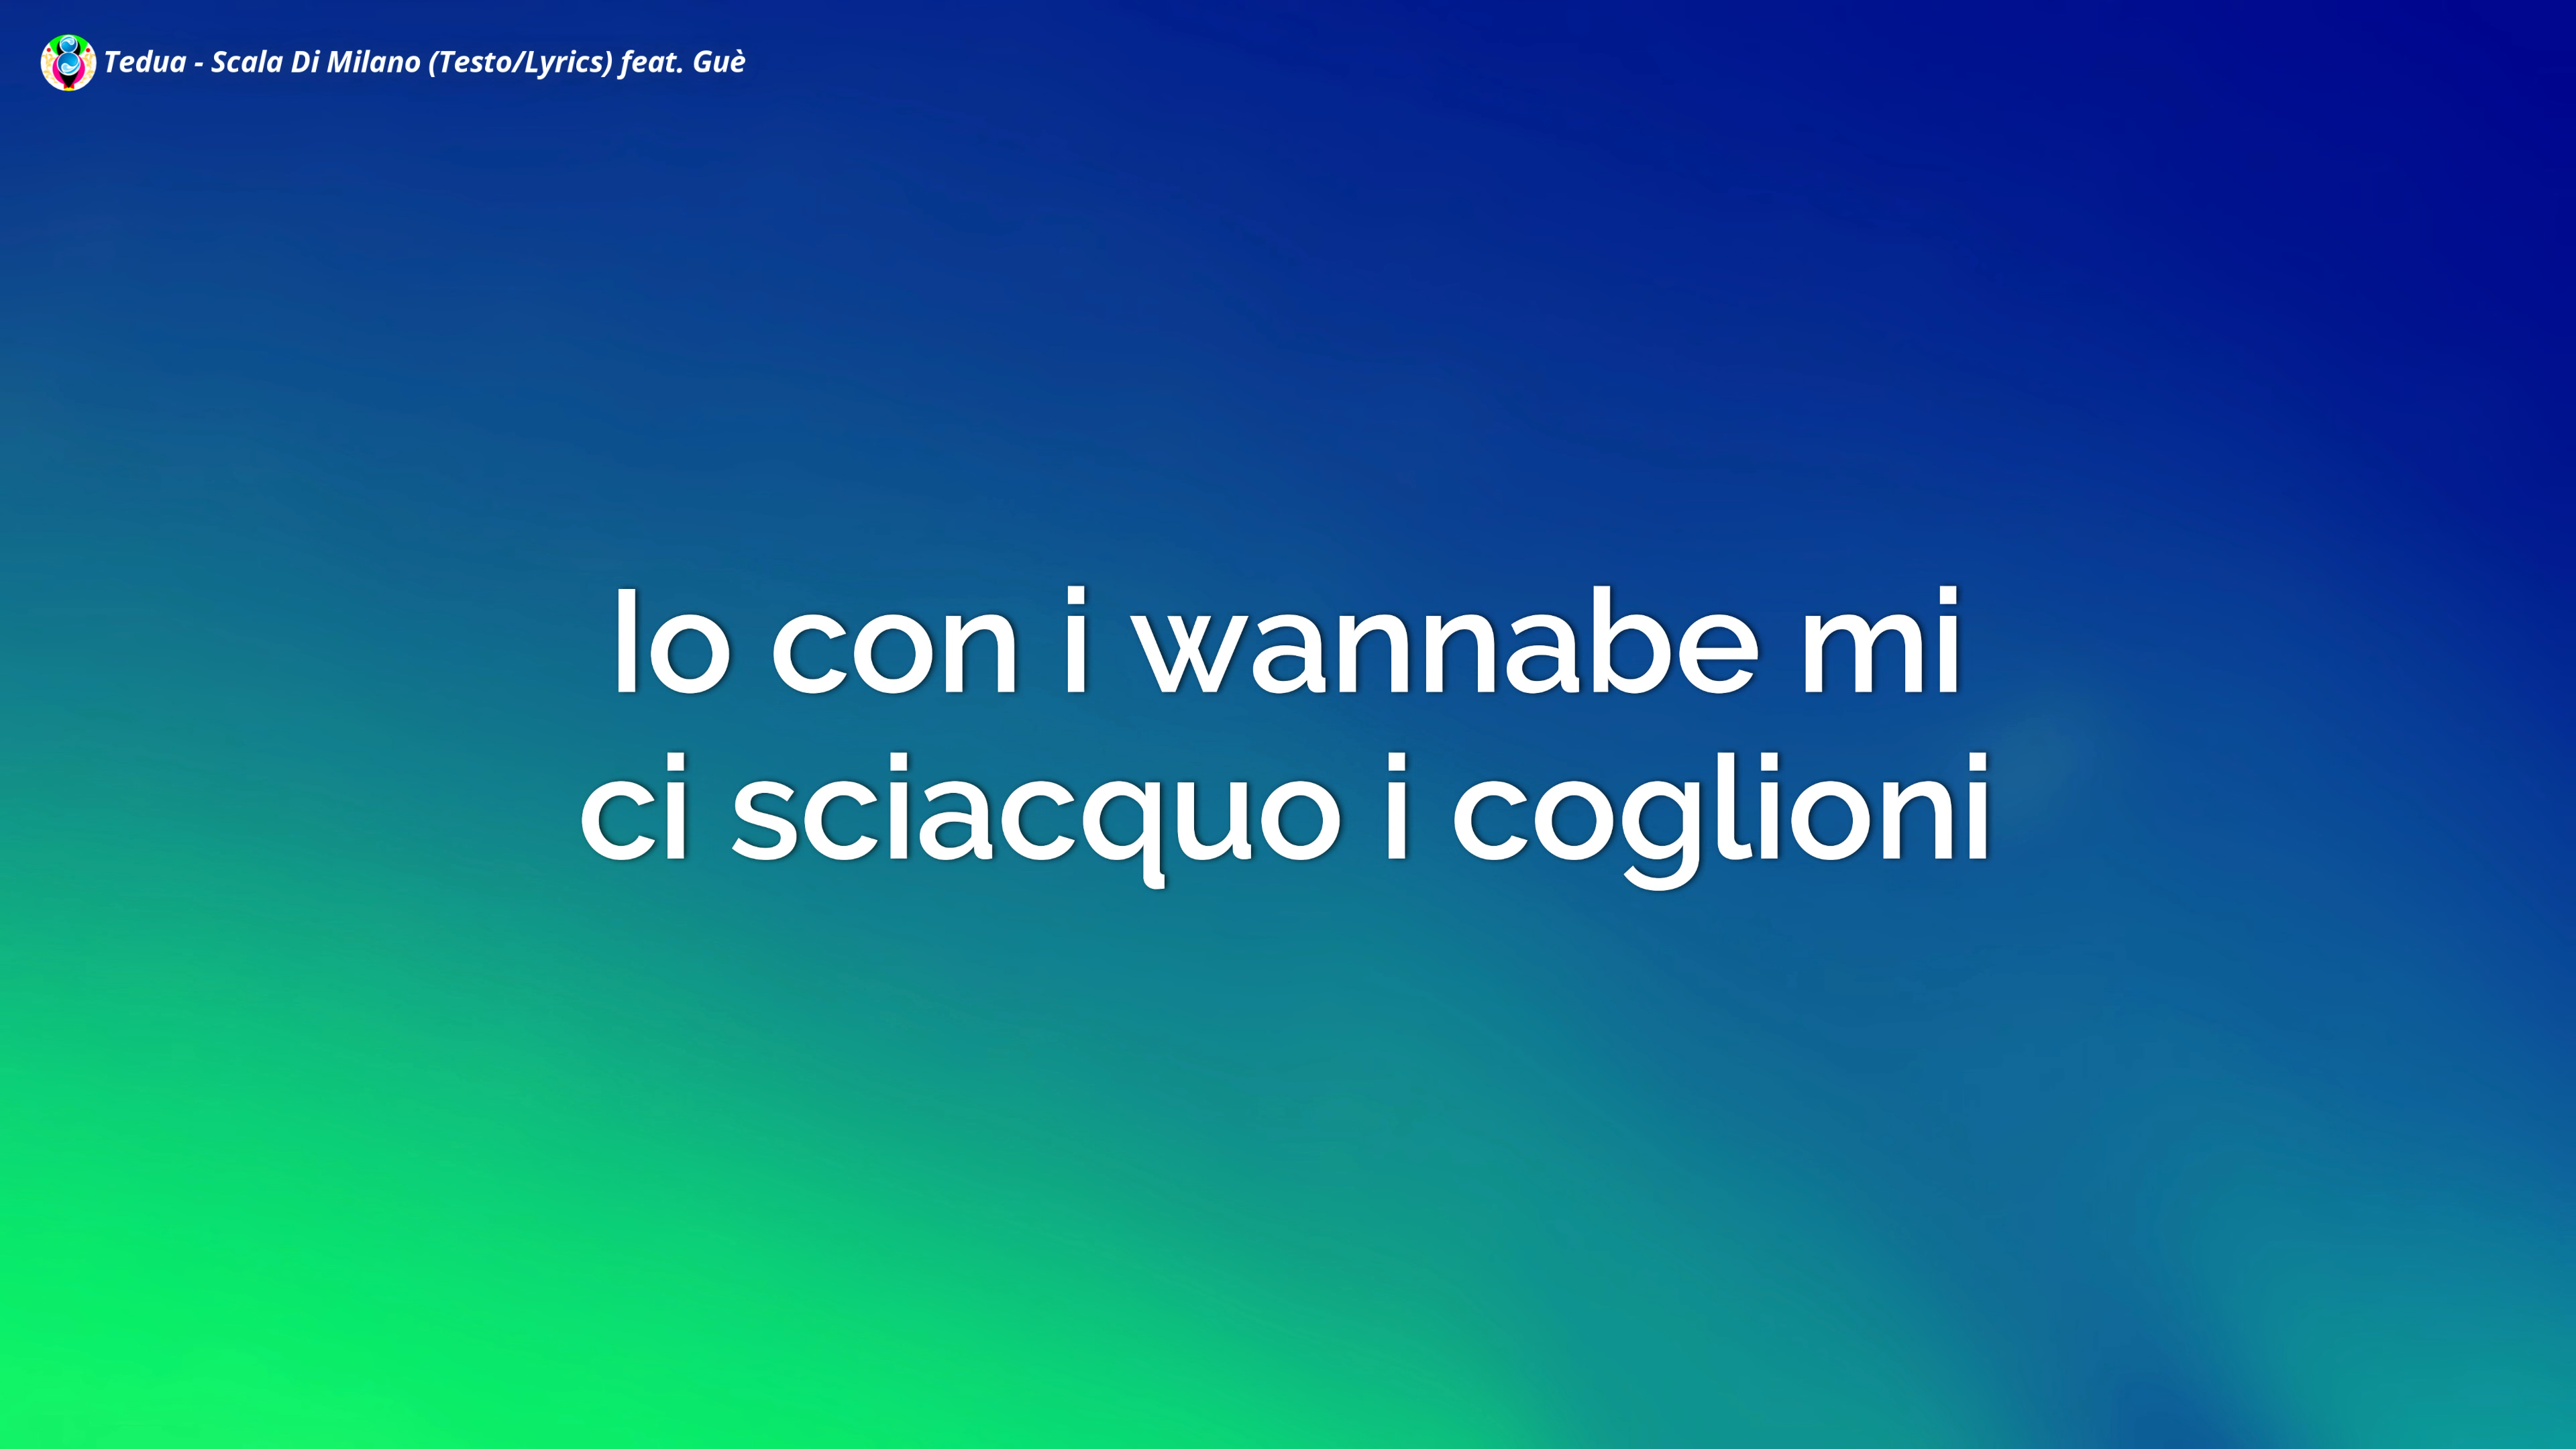 Tedua - Scala Di Milano (Testo/Lyrics) feat. Guè
Io con i wannabe mi
ci sciacquo i coglioni